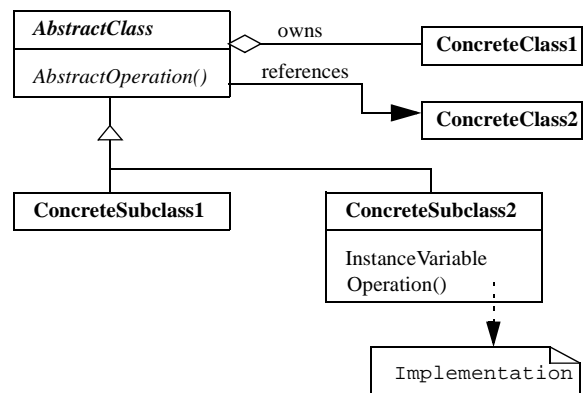 AbstractClass
owns
ConcreteClass1
AbstractOperation()
references
ConcreteClass2
ConcreteSubclass1
ConcreteSubclass2
InstanceVariable
Operation()
Implementation